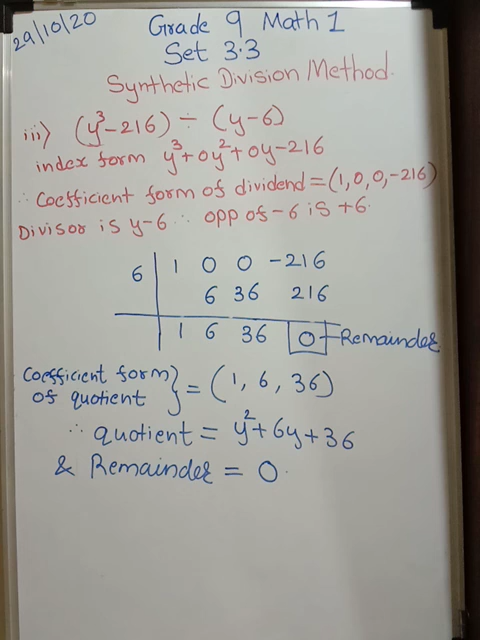 29/10/20
Grade 9 Math 1
Set 3.3
Synthetic Division Method.
iii) (y³-216) ÷ (y-6)
index form y³+0y²+0y-216
∴ Coefficient form of dividend=(1,0,0,-216)
Divisor is y-6 ∴ opp of -6 is +6.
6 | 1 0 0 -216
6 36 216
1 6 36 0 → Remainder
Coefficient form
of quotient } = (1, 6, 36)
∴ quotient = y²+6y+36
& Remainder = 0.